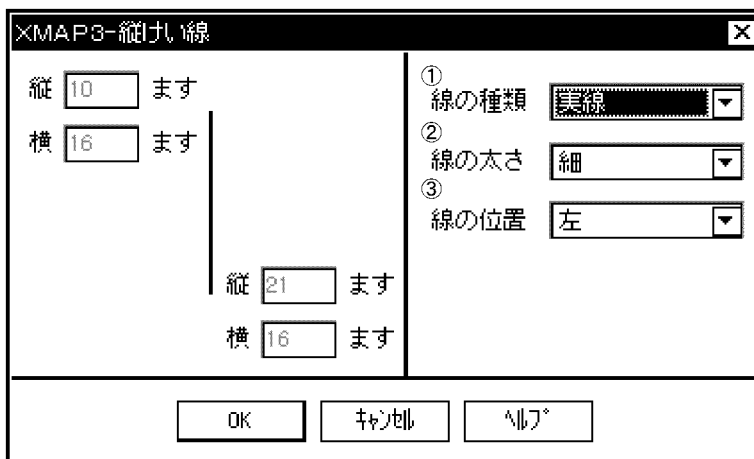 XMAP3-縦けい線
縦 10 ます
横 16 ます
縦 21 ます
横 16 ます
①
線の種類 実線
②
線の太さ 細
③
線の位置 左
OK ｷｬﾝｾﾙ ﾍﾙﾌﾟ